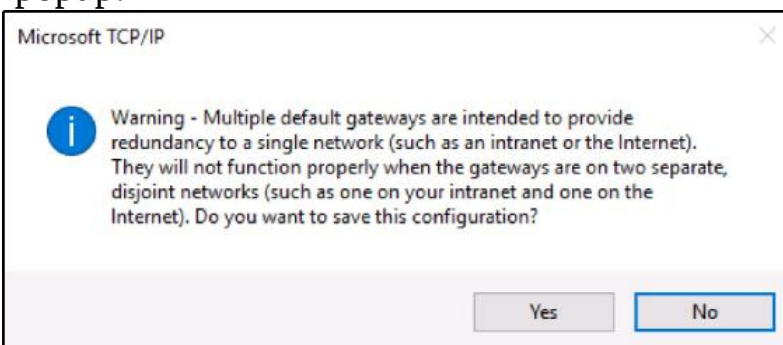 popup.
Microsoft TCP/IP
Warning - Multiple default gateways are intended to provide
redundancy to a single network (such as an intranet or the Internet).
They will not function properly when the gateways are on two separate,
disjoint networks (such as one on your intranet and one on the
Internet). Do you want to save this configuration?
Yes
No